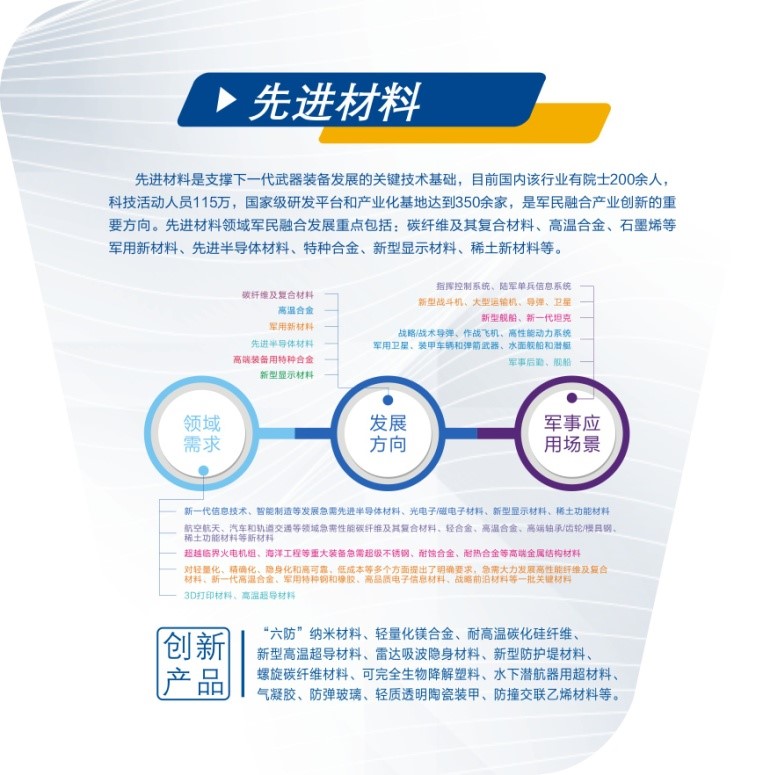 先进材料
先进材料是支撑下一代武器装备发展的关键技术基础，目前国内该行业有院士200余人，
科技活动人员115万，国家级研发平台和产业化基地达到350余家，是军民融合产业创新的重
要方向。先进材料领域军民融合发展重点包括：碳纤维及其复合材料、高温合金、石墨烯等
军用新材料、先进半导体材料、特种合金、新型显示材料、稀土新材料等。
碳纤维及复合材料
高温合金
军用新材料
先进半导体材料
高端装备用特种合金
新型显示材料
指挥控制系统、陆军单兵信息系统
新型战斗机、大型运输机、导弹、卫星
新型舰船、新一代坦克
战略/战术导弹、作战飞机、高性能动力系统
军用卫星、装甲车辆和弹箭武器、水面舰船和潜艇
军事后勤、舰船
领域
需求
发展
方向
军事应
用场景
新一代信息技术、智能制造等发展急需先进半导体材料、光电子/磁电子材料、新型显示材料、稀土功能材料
航空航天、汽车和轨道交通等领域急需性能碳纤维及其复合材料、轻合金、高温合金、高端轴承/齿轮/模具钢、
稀土功能材料等新材料
超越临界火电机组、海洋工程等重大装备急需超级不锈钢、耐蚀合金、耐热合金等高端金属结构材料
对轻量化、精确化、隐身化和高可靠、低成本等多个方面提出了明确要求，急需大力发展高性能纤维及复合
材料、新一代高温合金、军用特种钢和橡胶、高品质电子信息材料、战略前沿材料等一批关键材料
3D打印材料、高温超导材料
创新
产品
“六防”纳米材料、轻量化镁合金、耐高温碳化硅纤维、
新型高温超导材料、雷达吸波隐身材料、新型防护堤材料、
螺旋碳纤维材料、可完全生物降解塑料、水下潜航器用超材料、
气凝胶、防弹玻璃、轻质透明陶瓷装甲、防撞交联乙烯材料等。